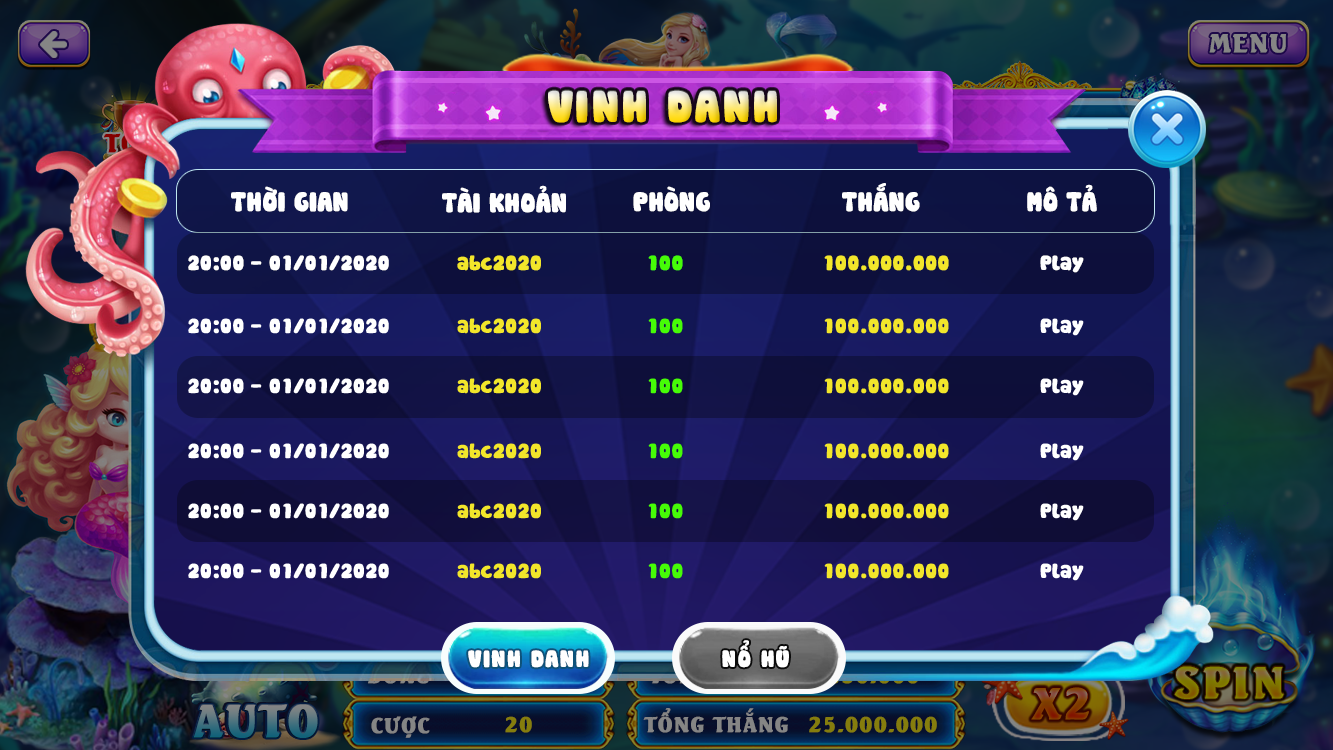 MENU
VINH DANH
THỜI GIAN TÀI KHOẢN PHÒNG THẮNG MÔ TẢ
20:00 - 01/01/2020 abc2020 100 100.000.000 Play
20:00 - 01/01/2020 abc2020 100 100.000.000 Play
20:00 - 01/01/2020 abc2020 100 100.000.000 Play
20:00 - 01/01/2020 abc2020 100 100.000.000 Play
20:00 - 01/01/2020 abc2020 100 100.000.000 Play
20:00 - 01/01/2020 abc2020 100 100.000.000 Play
VINH DANH NỔ HŨ
AUTO CƯỢC 20 TỔNG THẮNG 25.000.000 X2 SPIN